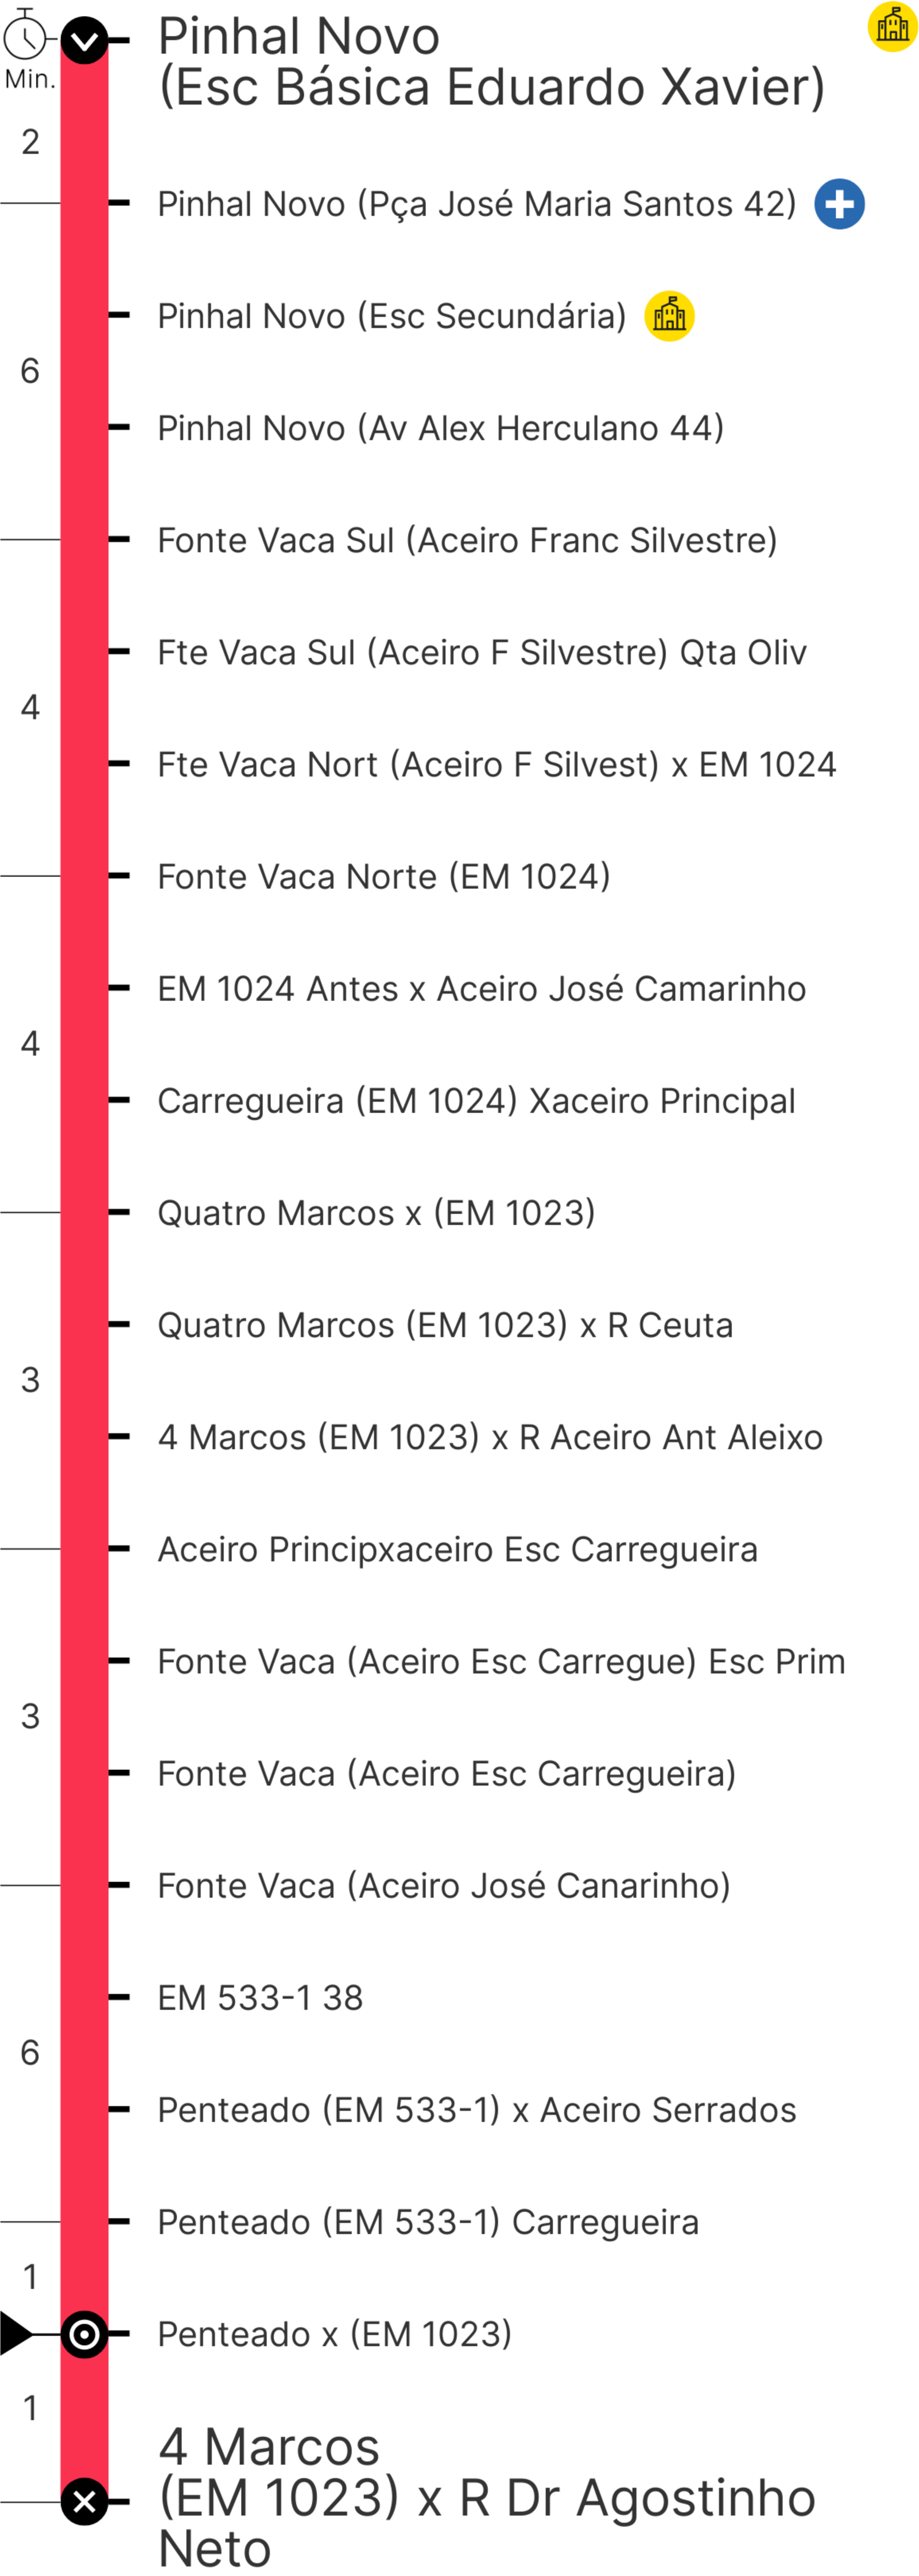 Pinhal Novo
(Esc Básica Eduardo Xavier)
Min.
2
Pinhal Novo (Pça José Maria Santos 42)
Pinhal Novo (Esc Secundária)
6
Pinhal Novo (Av Alex Herculano 44)
Fonte Vaca Sul (Aceiro Franc Silvestre)
Fte Vaca Sul (Aceiro F Silvestre) Qta Oliv
4
Fte Vaca Nort (Aceiro F Silvest) x EM 1024
Fonte Vaca Norte (EM 1024)
EM 1024 Antes x Aceiro José Camarinho
4
Carregueira (EM 1024) Xaceiro Principal
Quatro Marcos x (EM 1023)
Quatro Marcos (EM 1023) x R Ceuta
3
4 Marcos (EM 1023) x R Aceiro Ant Aleixo
Aceiro Principxaceiro Esc Carregueira
Fonte Vaca (Aceiro Esc Carregue) Esc Prim
3
Fonte Vaca (Aceiro Esc Carregueira)
Fonte Vaca (Aceiro José Canarinho)
EM 533-1 38
6
Penteado (EM 533-1) x Aceiro Serrados
Penteado (EM 533-1) Carregueira
1
Penteado x (EM 1023)
1
4 Marcos
(EM 1023) x R Dr Agostinho
Neto